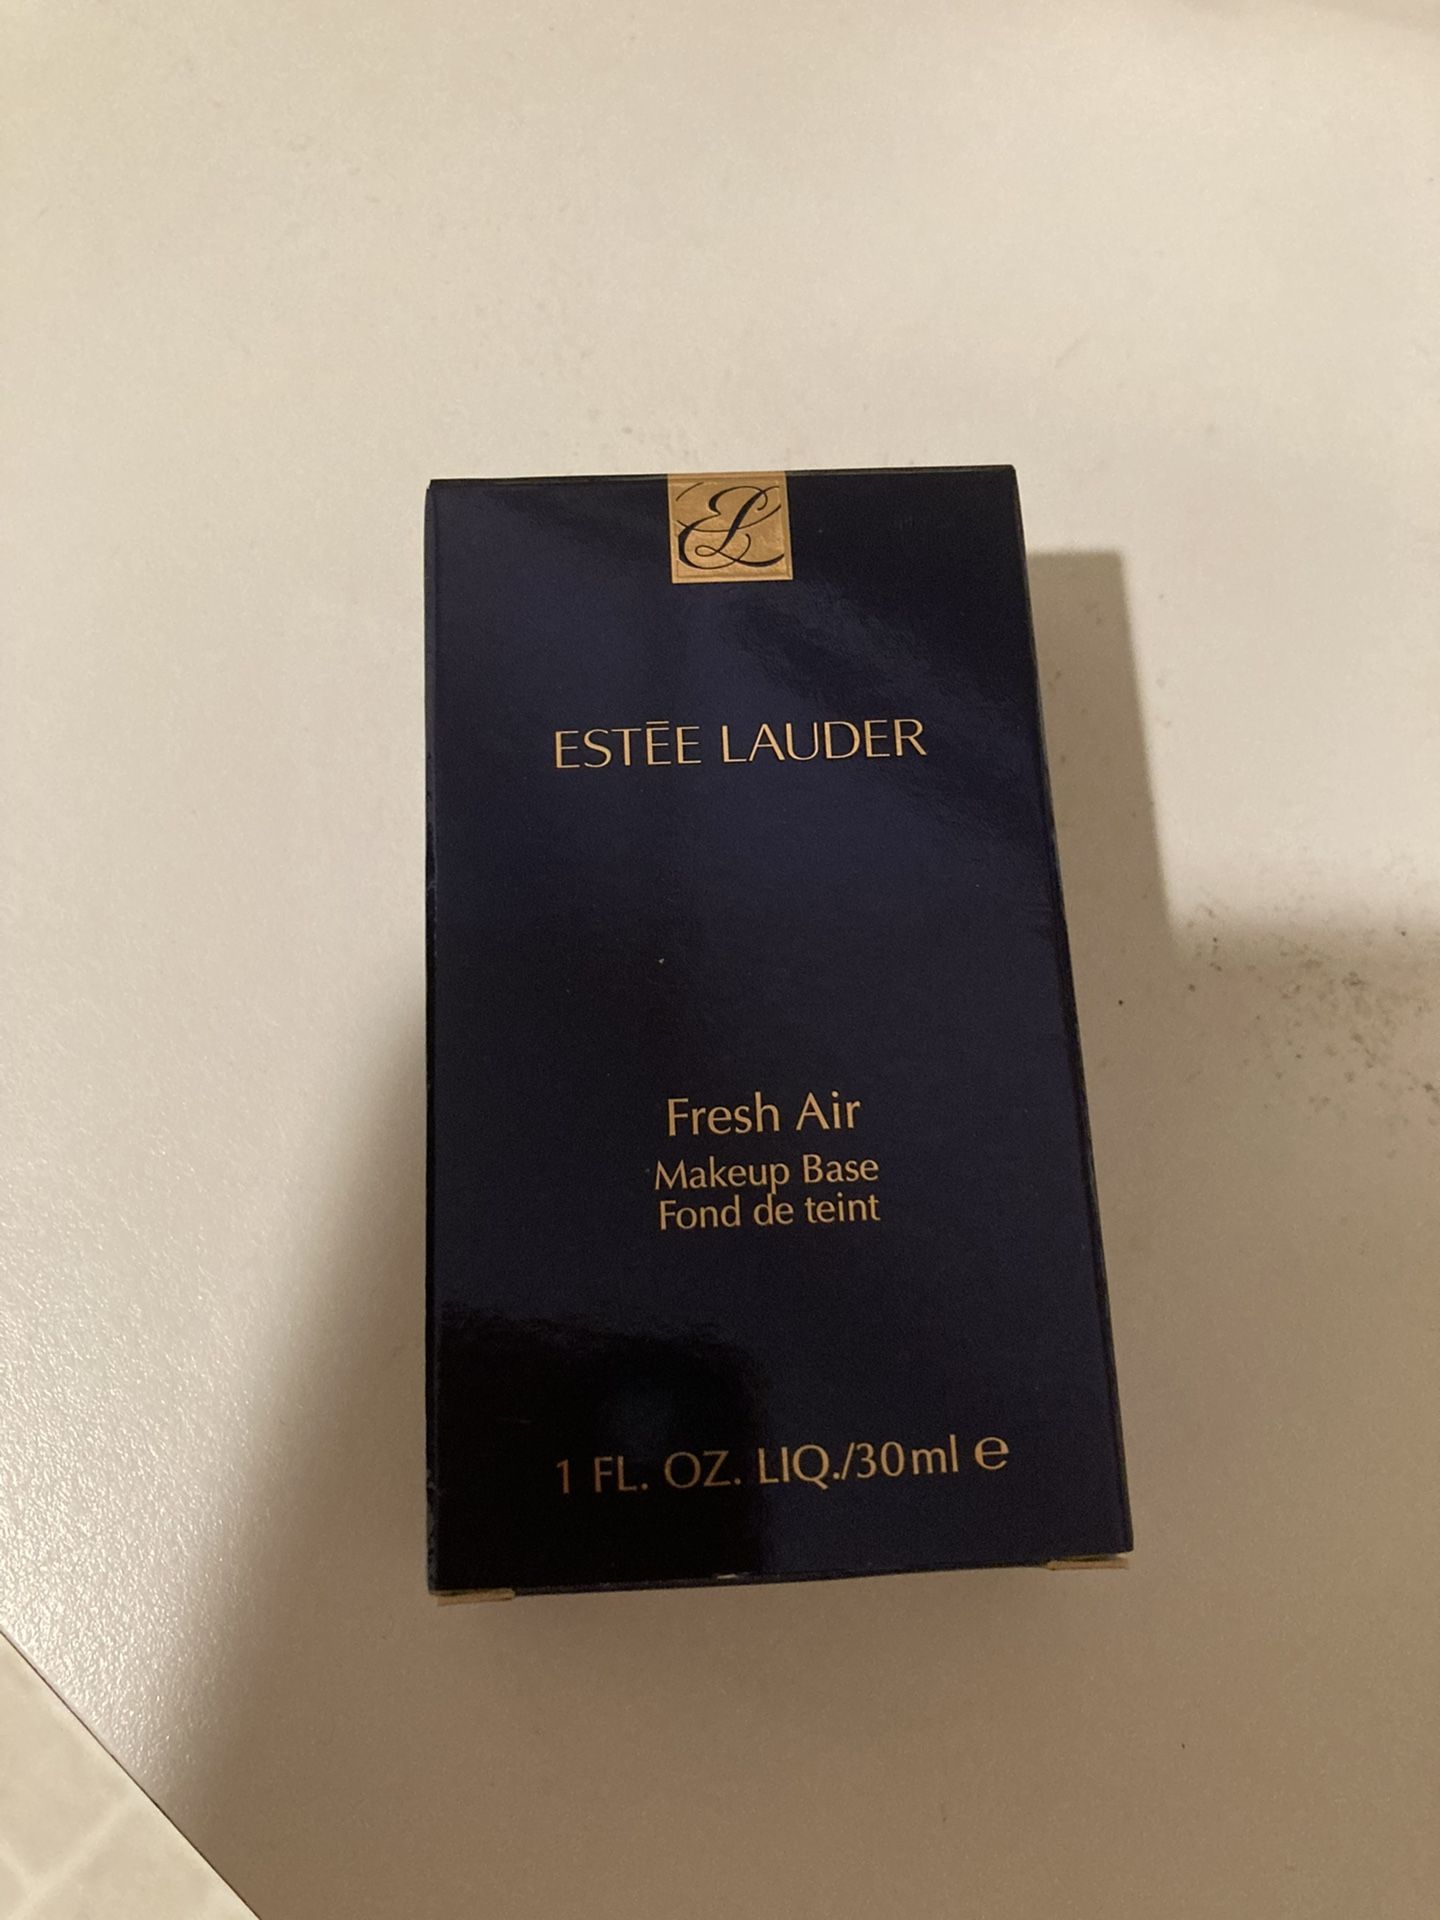 EL
ESTĒE LAUDER
Fresh Air
Makeup Base
Fond de teint
1 FL. OZ. LIQ./30ml ℮